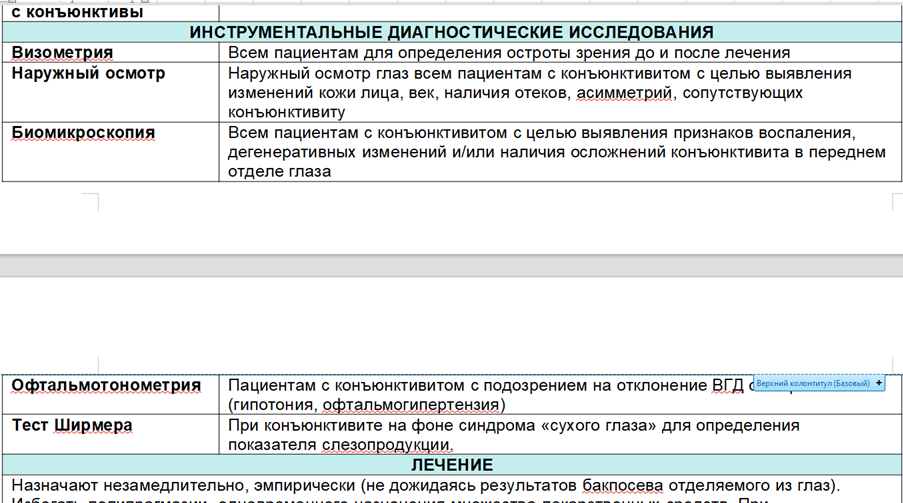 с конъюнктивы
ИНСТРУМЕНТАЛЬНЫЕ ДИАГНОСТИЧЕСКИЕ ИССЛЕДОВАНИЯ
Визометрия Всем пациентам для определения остроты зрения до и после лечения
Наружный осмотр Наружный осмотр глаз всем пациентам с конъюнктивитом с целью выявления
изменений кожи лица, век, наличия отеков, асимметрий, сопутствующих
конъюнктивиту
Биомикроскопия Всем пациентам с конъюнктивитом с целью выявления признаков воспаления,
дегенеративных изменений и/или наличия осложнений конъюнктивита в переднем
отделе глаза
Офтальмотонометрия Пациентам с конъюнктивитом с подозрением на отклонение ВГД
Верхний колонтитул (Базовый) +
(гипотония, офтальмогипертензия)
Тест Ширмера При конъюнктивите на фоне синдрома «сухого глаза» для определения
показателя слезопродукции.
ЛЕЧЕНИЕ
Назначают незамедлительно, эмпирически (не дожидаясь результатов бакпосева отделяемого из глаз).
Избегать полипрагмазии, одновременного назначения множества лекарственных средств. При